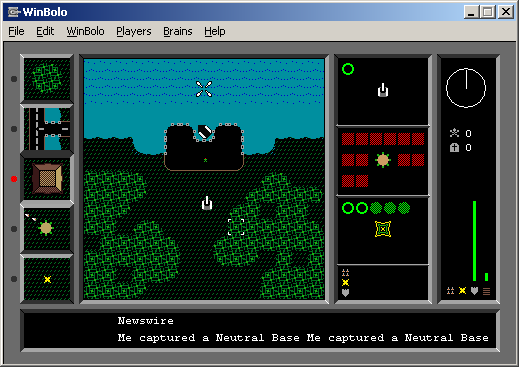 WinBolo
File Edit WinBolo Players Brains Help
0
0
Newswire
Me captured a Neutral Base Me captured a Neutral Base